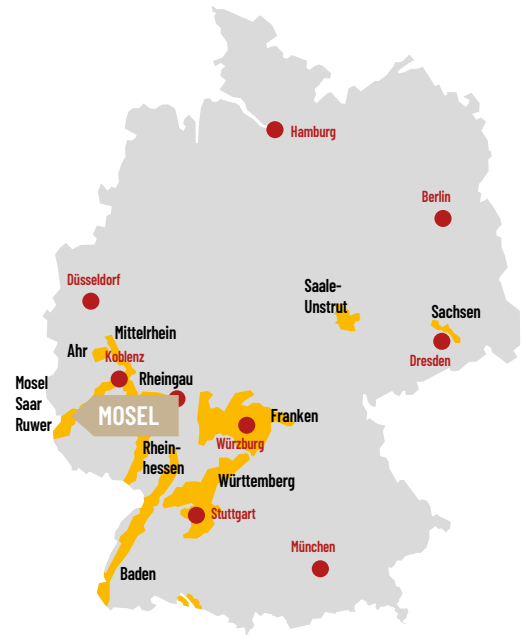 Hamburg
Berlin
Düsseldorf
Saale-
Unstrut
Sachsen
Mittelrhein
Ahr
Koblenz
Dresden
Rheingau
Mosel
Saar
Ruwer
MOSEL
Franken
Würzburg
Rhein-
hessen
Württemberg
Stuttgart
München
Baden